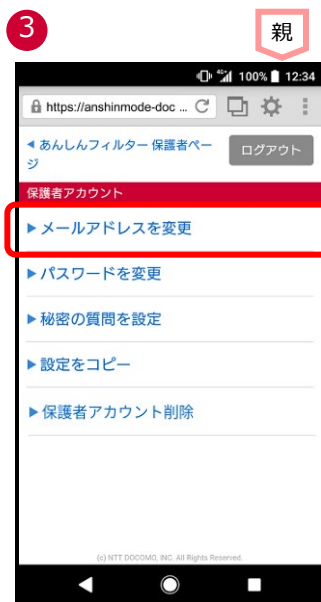 3
親
4G+ 100% 12:34
https://anshinmode-doc ...
◀ あんしんフィルター 保護者ペー
ジ
ログアウト
保護者アカウント
▶ メールアドレスを変更
▶ パスワードを変更
▶ 秘密の質問を設定
▶ 設定をコピー
▶ 保護者アカウント削除
(c) NTT DOCOMO, INC. All Rights Reserved.